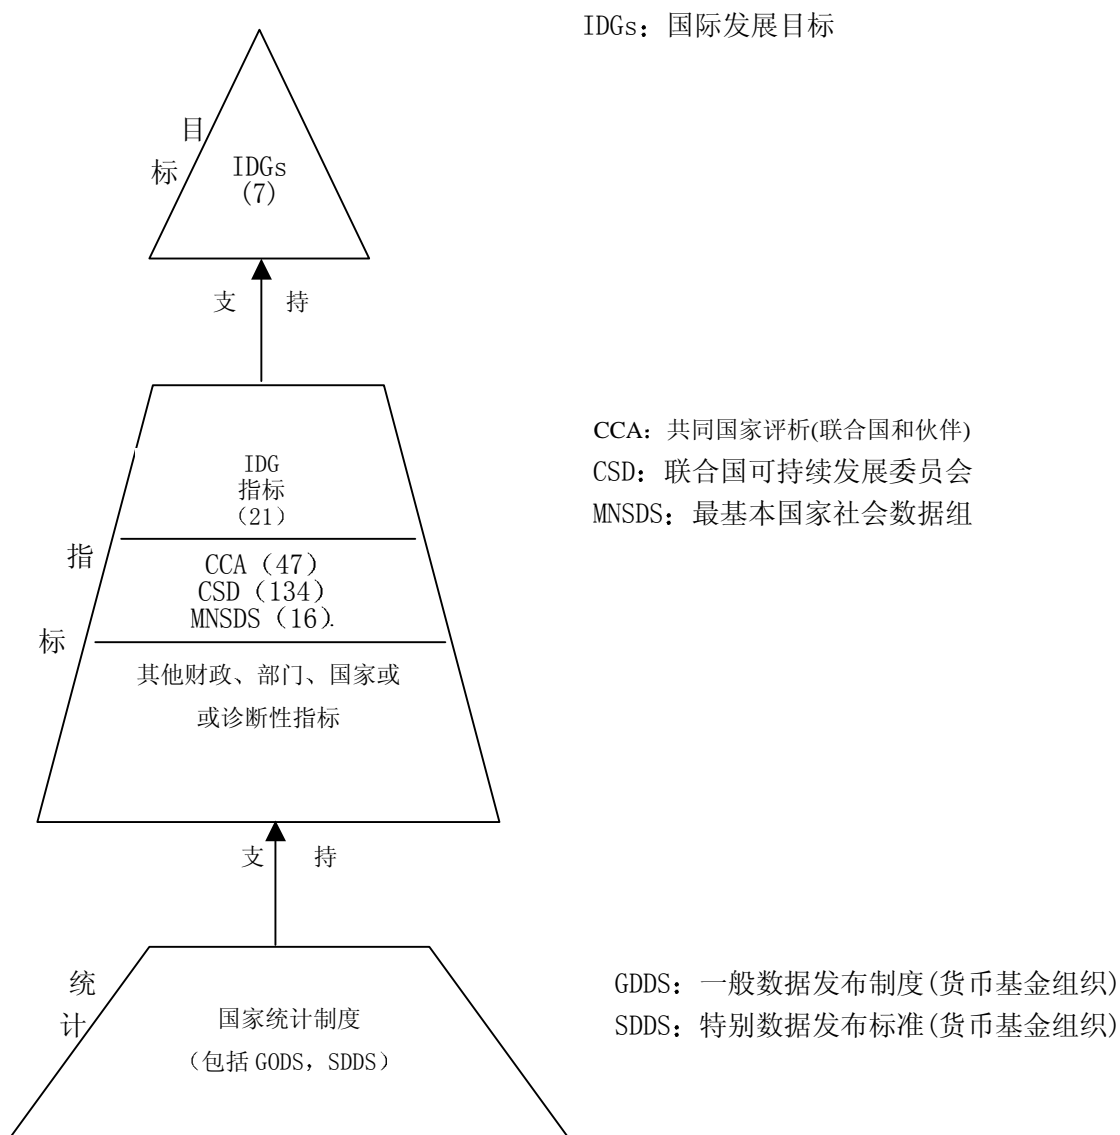 IDGs：国际发展目标
目
标
IDGs
(7)
支 持
IDG
指标
（21）
CCA：共同国家评析(联合国和伙伴)
CSD：联合国可持续发展委员会
MNSDS：最基本国家社会数据组
指
标
CCA（47）
CSD（134）
MNSDS（16）.
其他财政、部门、国家或
或诊断性指标
支 持
统
计
国家统计制度
（包括 GODS，SDDS）
GDDS：一般数据发布制度(货币基金组织)
SDDS：特别数据发布标准(货币基金组织)